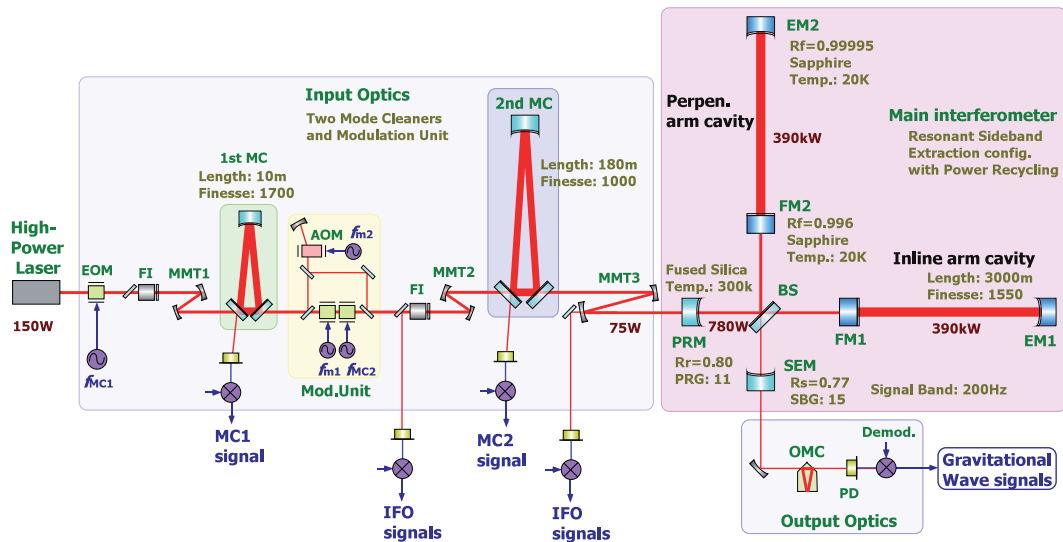 High-
Power
Laser
150W
EOM
fMC1
FI
MMT1
Input Optics
Two Mode Cleaners
and Modulation Unit
1st MC
Length: 10m
Finesse: 1700
MC1
signal
AOM
fm2
fm1
fMC2
Mod.Unit
FI
MMT2
IFO
signals
2nd MC
Length: 180m
Finesse: 1000
MC2
signal
MMT3
IFO
signals
75W
Main interferometer
Resonant Sideband
Extraction config.
with Power Recycling
EM2
Rf=0.99995
Sapphire
Temp.: 20K
Perpen.
arm cavity
390kW
FM2
Rf=0.996
Sapphire
Temp.: 20K
Fused Silica
Temp.: 300k
BS
780W
PRM
Rr=0.80
PRG: 11
Inline arm cavity
Length: 3000m
Finesse: 1550
390kW
FM1
EM1
SEM
Rs=0.77
SBG: 15
Signal Band: 200Hz
OMC
PD
Demod.
Gravitational
Wave signals
Output Optics